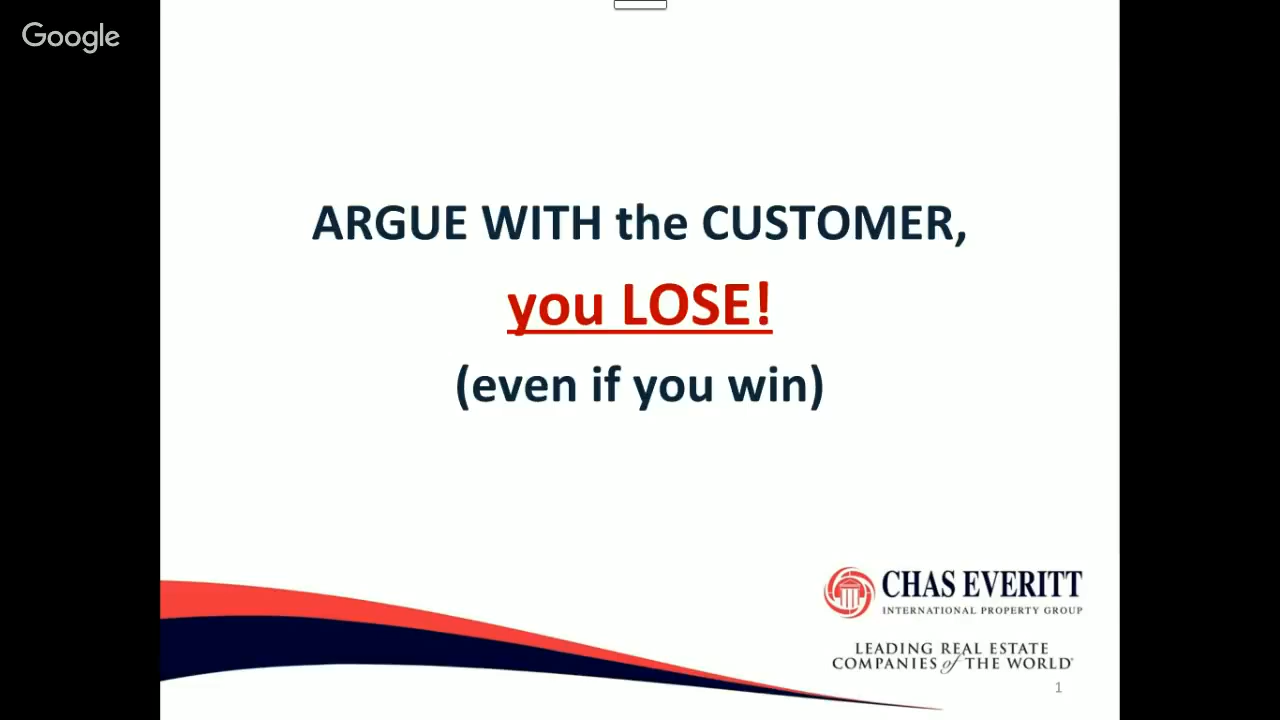 Google
ARGUE WITH the CUSTOMER,
you LOSE!
(even if you win)
CHAS EVERITT
INTERNATIONAL PROPERTY GROUP
LEADING REAL ESTATE
COMPANIES of THE WORLD®
1